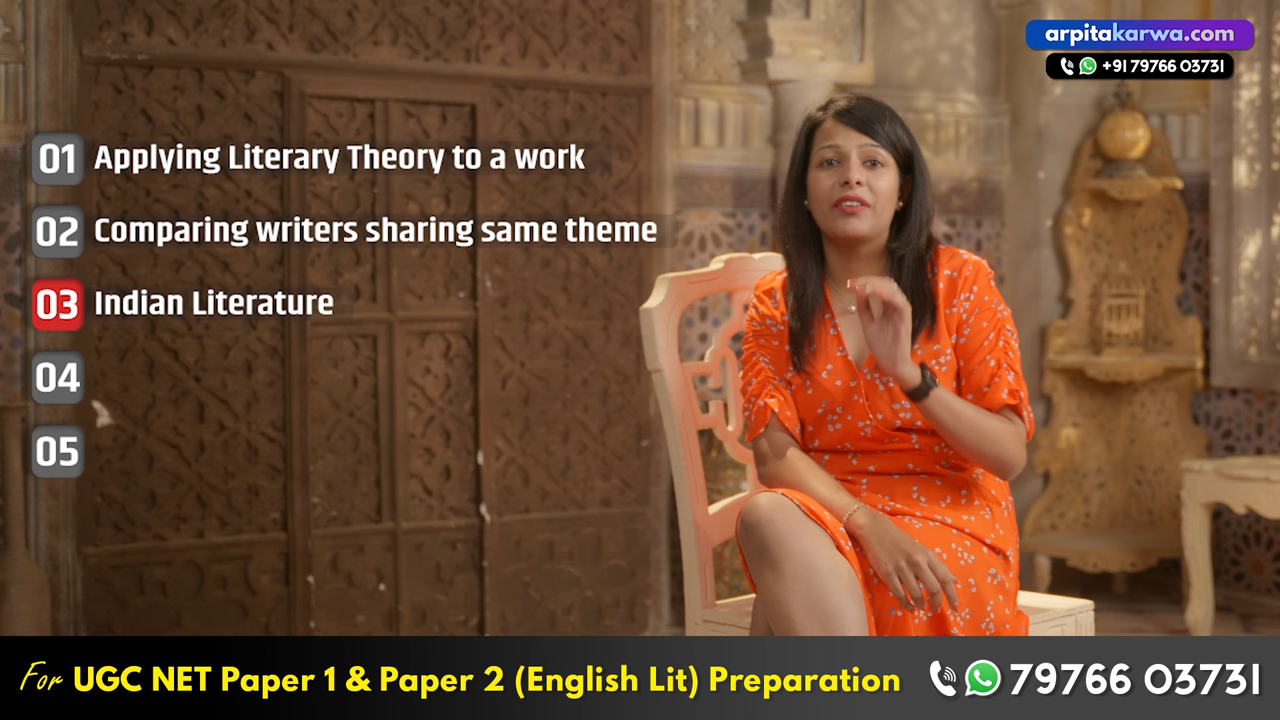 arpitakarwa.com
+91 79766 03731
01 Applying Literary Theory to a work
02 Comparing writers sharing same theme
03 Indian Literature
04
05
For UGC NET Paper 1 & Paper 2 (English Lit) Preparation 79766 03731